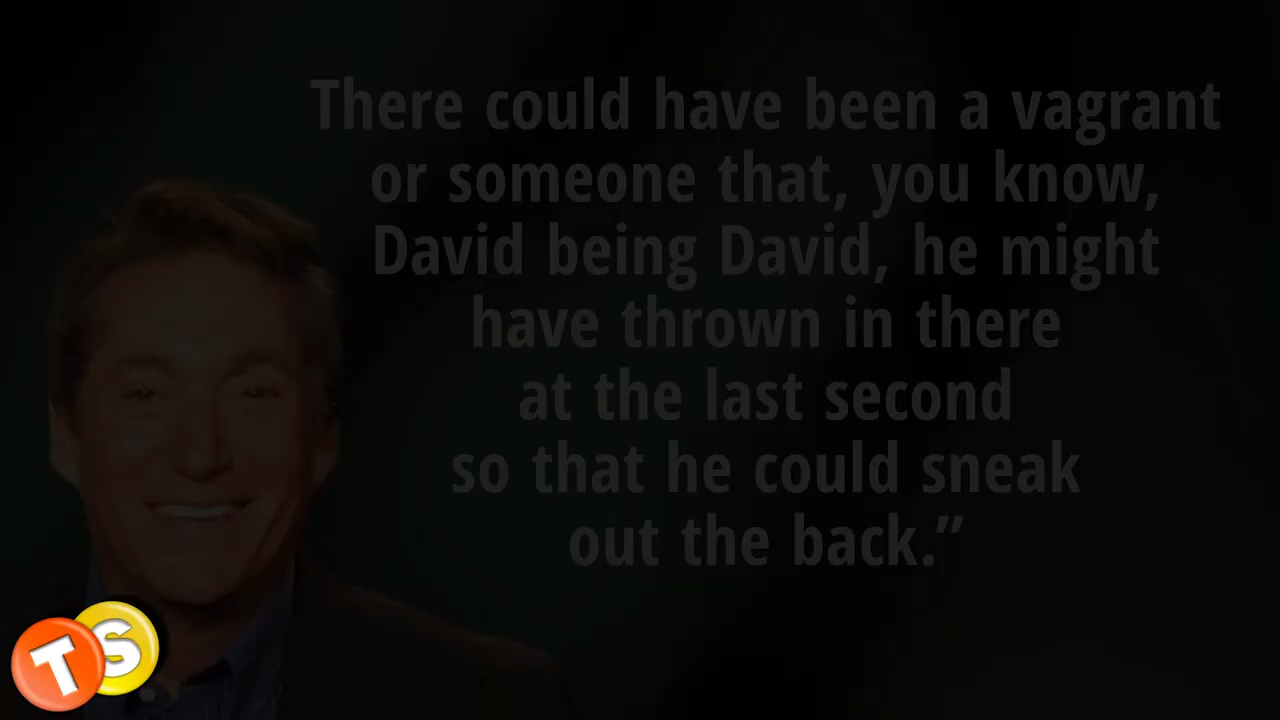 There could have been a vagrant
or someone that, you know,
David being David, he might
have thrown in there
at the last second
so that he could sneak
out the back.”
TS